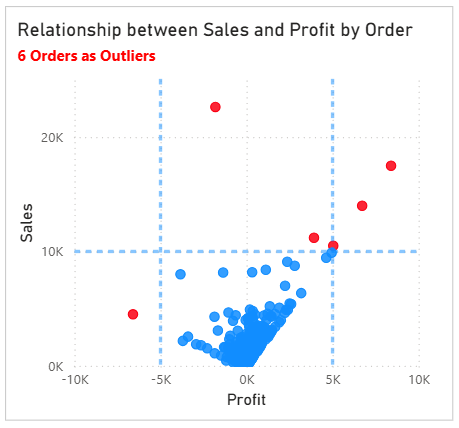 Relationship between Sales and Profit by Order
6 Orders as Outliers
20K
Sales
10K
0K
-10K -5K 0K 5K 10K
Profit